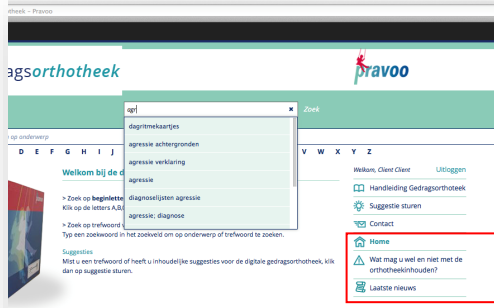 otheek – Pravoo
agsorthotheek
pravoo
agr
Zoek
op onderwerp
D E F G H I J V W X Y Z
Welkom bij de d
Welkom, Client Client Uitloggen
Handleiding Gedragsorthotheek
Suggestie sturen
Contact
Home
Wat mag u wel en niet met de
orthotheekinhouden?
Laatste nieuws
dagritmekaartjes
agressie achtergronden
agressie verklaring
agressie
diagnoselijsten agressie
agressie; diagnose
> Zoek op beginlette
Klik op de letters A,B,
> Zoek op trefwoord
Typ een zoekwoord in het zoekveld om op onderwerp of trefwoord te zoeken.
Suggesties
Mist u een trefwoord of heeft u inhoudelijke suggesties voor de digitale gedragsorthotheek, klik
dan op suggestie sturen.